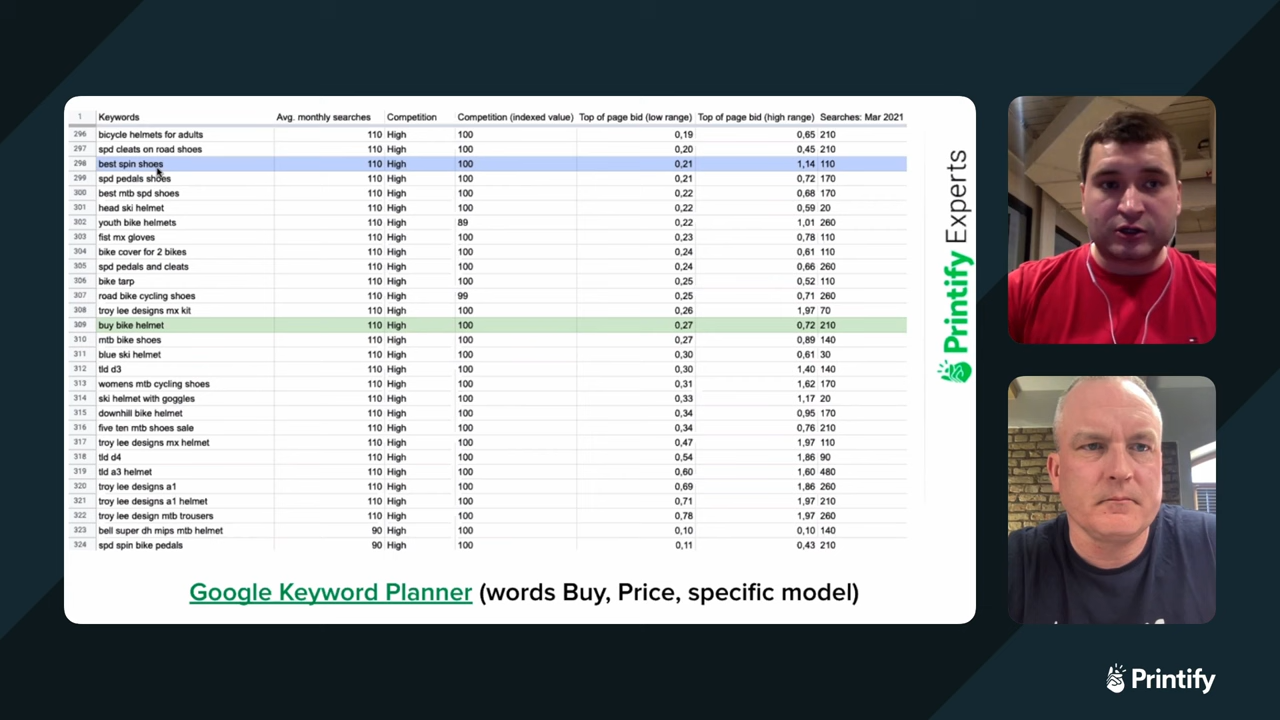 1 Keywords Avg. monthly searches Competition Competition (indexed value) Top of page bid (low range) Top of page bid (high range) Searches: Mar 2021
296 bicycle helmets for adults 110 High 100 0,19 0,65 210
297 spd cleats on road shoes 110 High 100 0,20 0,45 210
298 best spin shoes 110 High 100 0,21 1,14 110
299 spd pedals shoes 110 High 100 0,21 0,72 170
300 best mtb spd shoes 110 High 100 0,22 0,68 170
301 head ski helmet 110 High 100 0,22 0,59 20
302 youth bike helmets 110 High 89 0,22 1,01 260
303 fist mx gloves 110 High 100 0,23 0,78 110
304 bike cover for 2 bikes 110 High 100 0,24 0,61 110
305 spd pedals and cleats 110 High 100 0,24 0,66 260
306 bike tarp 110 High 100 0,25 0,52 110
307 road bike cycling shoes 110 High 99 0,25 0,71 260
308 troy lee designs mx kit 110 High 100 0,26 1,97 70
309 buy bike helmet 110 High 100 0,27 0,72 210
310 mtb bike shoes 110 High 100 0,27 0,89 140
311 blue ski helmet 110 High 100 0,30 0,61 30
312 tld d3 110 High 100 0,30 1,40 140
313 womens mtb cycling shoes 110 High 100 0,31 1,62 170
314 ski helmet with goggles 110 High 100 0,33 1,17 20
315 downhill bike helmet 110 High 100 0,34 0,95 170
316 five ten mtb shoes sale 110 High 100 0,34 0,76 210
317 troy lee designs mx helmet 110 High 100 0,47 1,97 110
318 tld d4 110 High 100 0,54 1,86 90
319 tld a3 helmet 110 High 100 0,60 1,60 480
320 troy lee designs a1 110 High 100 0,69 1,86 260
321 troy lee designs a1 helmet 110 High 100 0,71 1,97 210
322 troy lee design mtb trousers 110 High 100 0,78 1,97 260
323 bell super dh mips mtb helmet 90 High 100 0,10 0,10 140
324 spd spin bike pedals 90 High 100 0,11 0,43 210
Google Keyword Planner (words Buy, Price, specific model)
Printify Experts
Printify